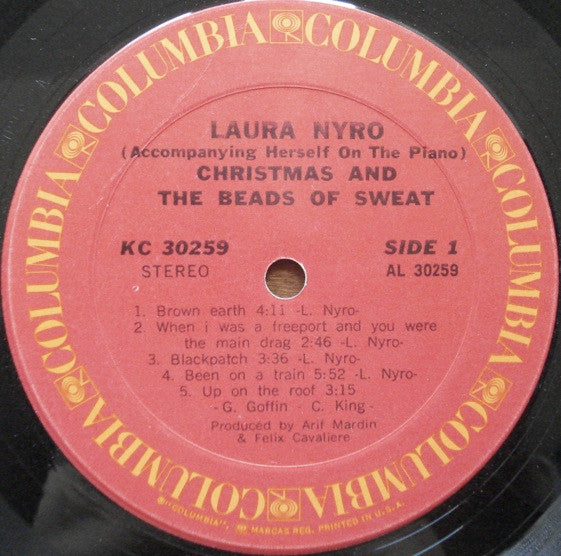 COLUMBIA COLUMBIA COLUMBIA COLUMBIA COLUMBIA COLUMBIA
LAURA NYRO
(Accompanying Herself On The Piano)
CHRISTMAS AND
THE BEADS OF SWEAT
KC 30259 SIDE 1
STEREO AL 30259
1. Brown earth 4:11 -L. Nyro-
2. When i was a freeport and you were
the main drag 2:46 -L. Nyro-
3. Blackpatch 3:36 -L. Nyro-
4. Been on a train 5:52 -L. Nyro-
5. Up on the roof 3:15
- G. Goffin - C. King -
Produced by Arif Mardin
& Felix Cavaliere
℗"COLUMBIA", MARCAS REG. PRINTED IN U.S.A.